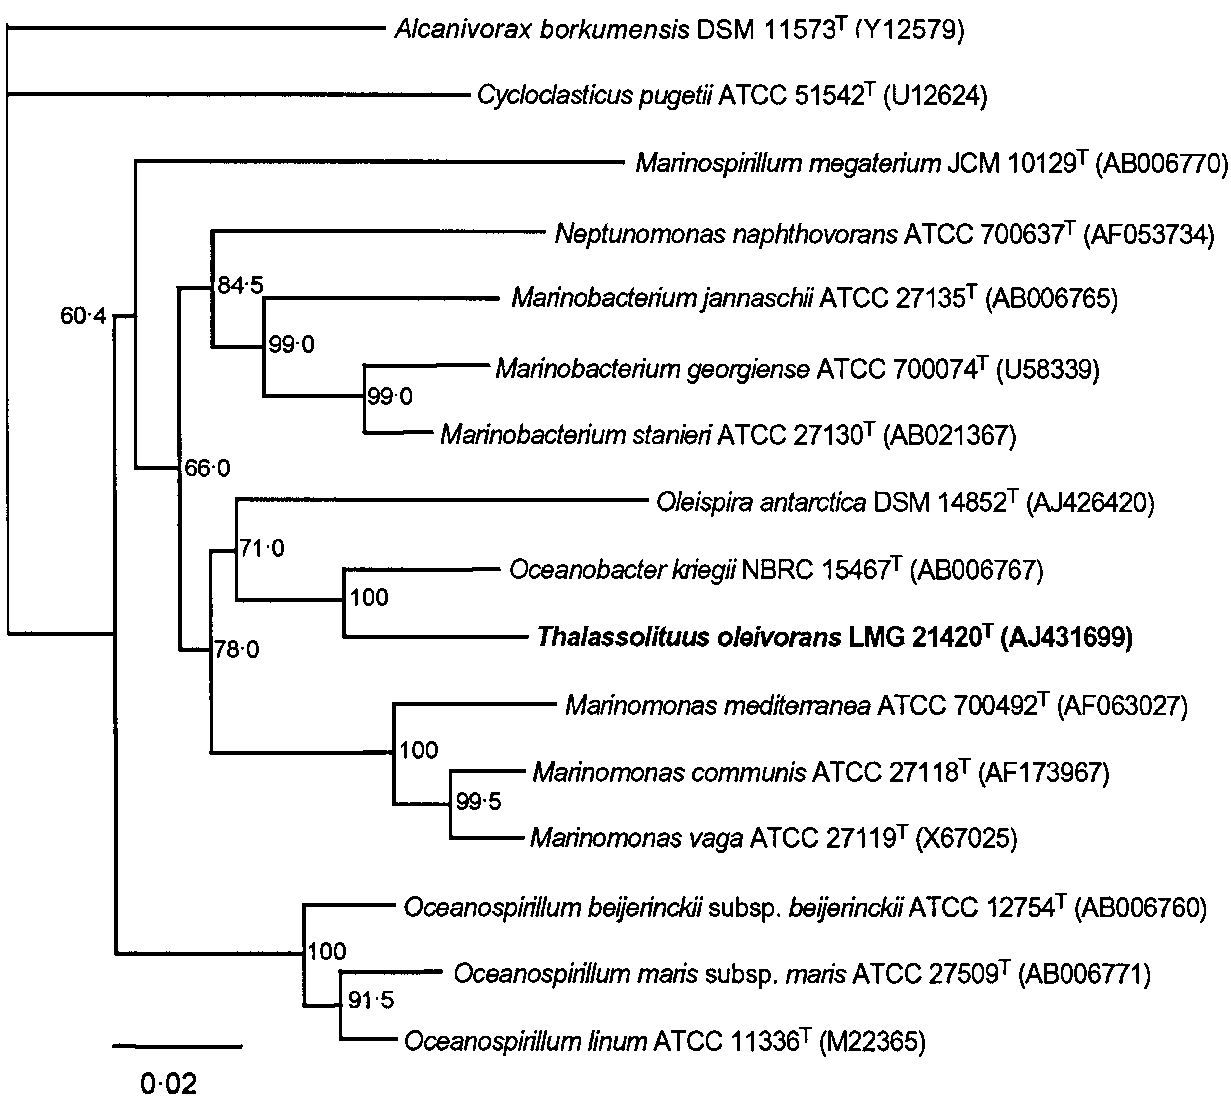 Alcanivorax borkumensis DSM 11573T (Y12579)
Cycloclasticus pugetii ATCC 51542T (U12624)
Marinospirillum megaterium JCM 10129T (AB006770)
Neptunomonas naphthovorans ATCC 700637T (AF053734)
84·5
Marinobacterium jannaschii ATCC 27135T (AB006765)
60·4
99·0
Marinobacterium georgiense ATCC 700074T (U58339)
99·0
Marinobacterium stanieri ATCC 27130T (AB021367)
66·0
Oleispira antarctica DSM 14852T (AJ426420)
71·0
Oceanobacter kriegii NBRC 15467T (AB006767)
100
Thalassolituus oleivorans LMG 21420T (AJ431699)
78·0
Marinomonas mediterranea ATCC 700492T (AF063027)
100
Marinomonas communis ATCC 27118T (AF173967)
99·5
Marinomonas vaga ATCC 27119T (X67025)
Oceanospirillum beijerinckii subsp. beijerinckii ATCC 12754T (AB006760)
100
Oceanospirillum maris subsp. maris ATCC 27509T (AB006771)
91·5
Oceanospirillum linum ATCC 11336T (M22365)
0·02